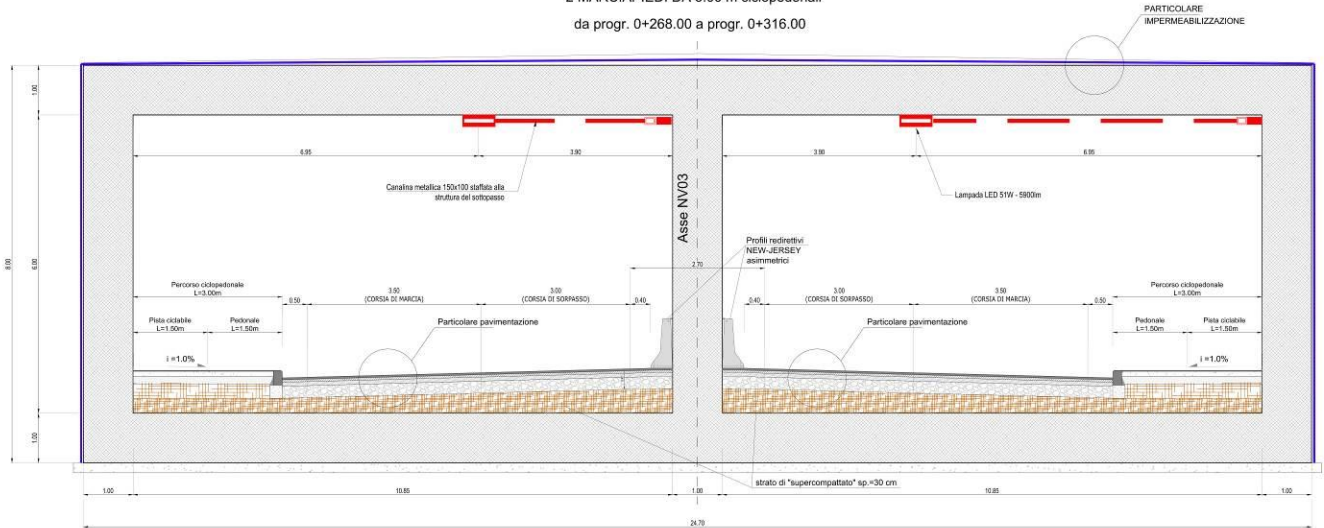 2 MARCIAPIEDI DA 3.00 m ciclopedonali
da progr. 0+268.00 a progr. 0+316.00
PARTICOLARE
IMPERMEABILIZZAZIONE
1.00
8.00
6.00
1.00
6.95
3.90
3.90
6.95
Canalina metallica 150x100 staffata alla
struttura del sottopasso
Lampada LED 51W - 5900lm
Asse NV03
Profili redirettivi
NEW-JERSEY
asimmetrici
2.70
Percorso ciclopedonale
L=3.00m
0.50
3.50
(CORSIA DI MARCIA)
3.00
(CORSIA DI SORPASSO)
0.40
0.40
3.00
(CORSIA DI SORPASSO)
3.50
(CORSIA DI MARCIA)
0.50
Percorso ciclopedonale
L=3.00m
Pista ciclabile
L=1.50m
Pedonale
L=1.50m
Particolare pavimentazione
Particolare pavimentazione
Pedonale
L=1.50m
Pista ciclabile
L=1.50m
i =1.0%
i =1.0%
strato di "supercompattato" sp.=30 cm
1.00
10.85
1.00
10.85
1.00
24.70